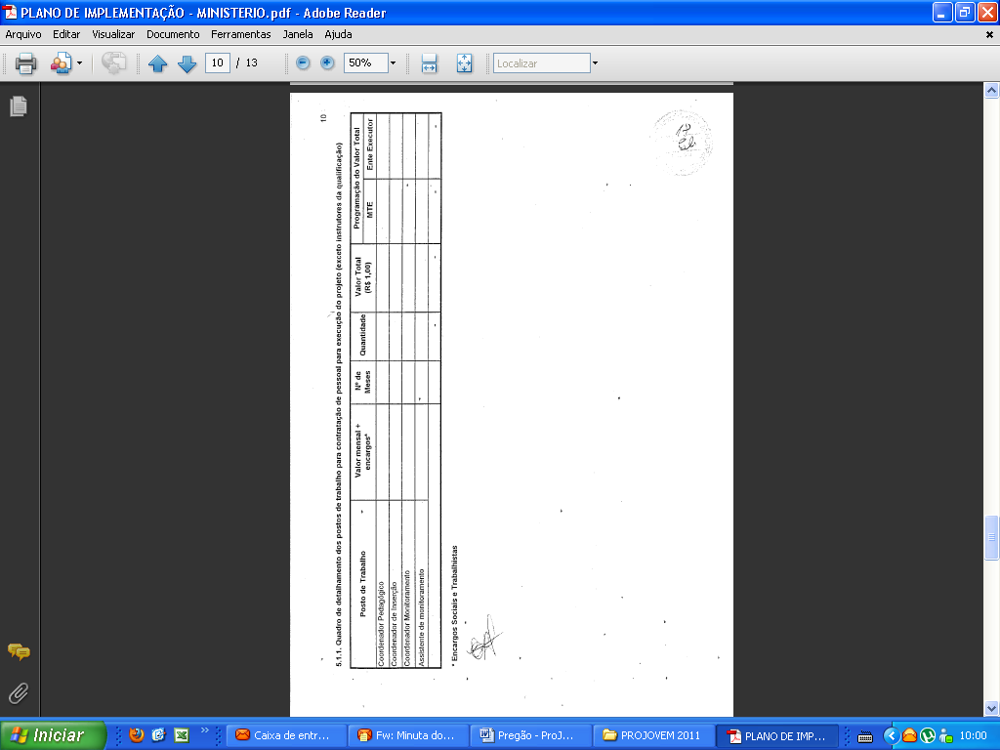 PLANO DE IMPLEMENTAÇÃO - MINISTERIO.pdf - Adobe Reader
Arquivo Editar Visualizar Documento Ferramentas Janela Ajuda
10 / 13 50% Localizar
10
5.1.1. Quadro de detalhamento dos postos de trabalho para contratação de pessoal para execução do projeto (exceto instrutores da qualificação)
Posto de Trabalho
Valor mensal +
encargos*
Nº de
Meses
Quantidade
Valor Total
(R$ 1,00)
Programação do Valor Total
MTE
Ente Executor
Coordenador Pedagógico
Coordenador de Inserção
Coordenador Monitoramento
Assistente de monitoramento
* Encargos Sociais e Trabalhistas
Iniciar
Caixa de entr...
Fw: Minuta do...
Pregão - ProJ...
PROJOVEM 2011
PLANO DE IMP...
10:00